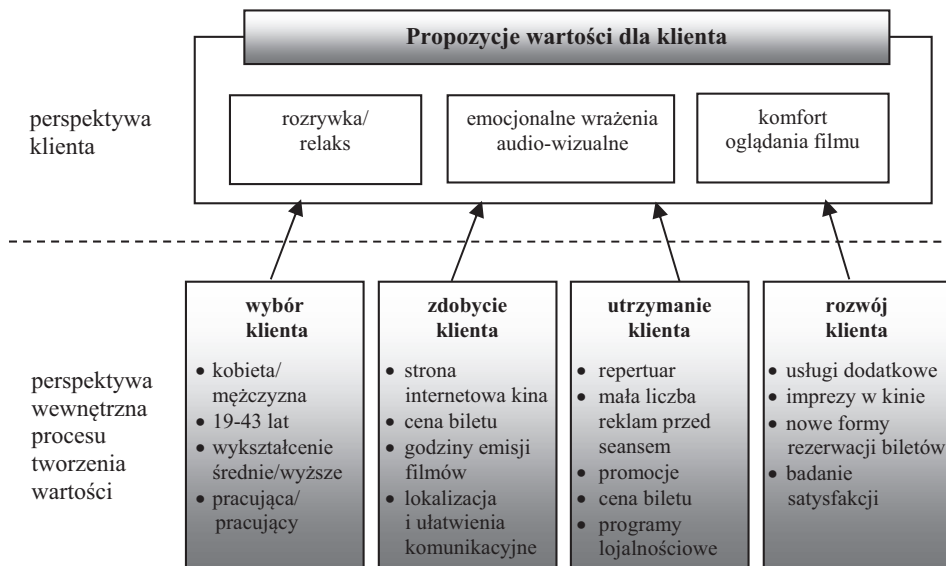 Propozycje wartości dla klienta
perspektywa
klienta
rozrywka/
relaks
emocjonalne wrażenia
audio-wizualne
komfort
oglądania filmu
perspektywa
wewnętrzna
procesu
tworzenia
wartości
wybór
klienta
• kobieta/
mężczyzna
• 19-43 lat
• wykształcenie
średnie/wyższe
• pracująca/
pracujący
zdobycie
klienta
• strona
internetowa kina
• cena biletu
• godziny emisji
filmów
• lokalizacja
i ułatwienia
komunikacyjne
utrzymanie
klienta
• repertuar
• mała liczba
reklam przed
seansem
• promocje
• cena biletu
• programy
lojalnościowe
rozwój
klienta
• usługi dodatkowe
• imprezy w kinie
• nowe formy
rezerwacji biletów
• badanie
satysfakcji